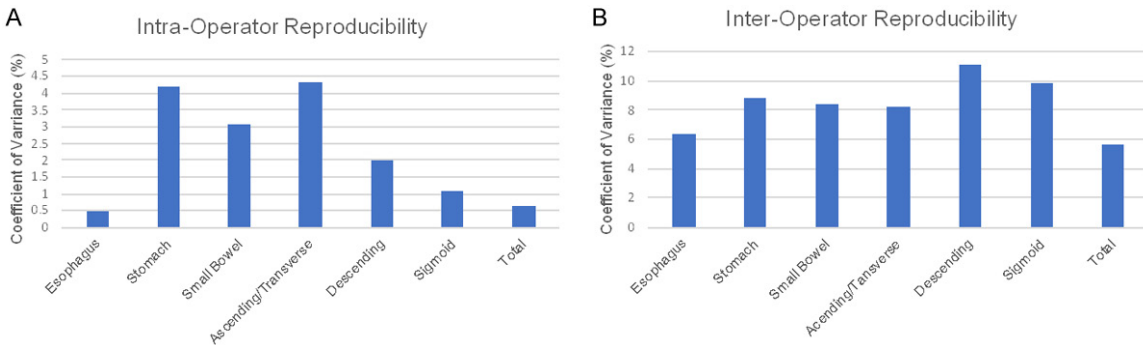 A
Intra-Operator Reproducibility
Coefficient of Varriance (%)
5
4.5
4
3.5
3
2.5
2
1.5
1
0.5
0
Esophagus
Stomach
Small Bowel
Ascending/Transverse
Descending
Sigmoid
Total
B
Inter-Operator Reproducibility
Coefficient of Varriance (%)
12
10
8
6
4
2
0
Esophagus
Stomach
Small Bowel
Acending/Tansverse
Descending
Sigmoid
Total